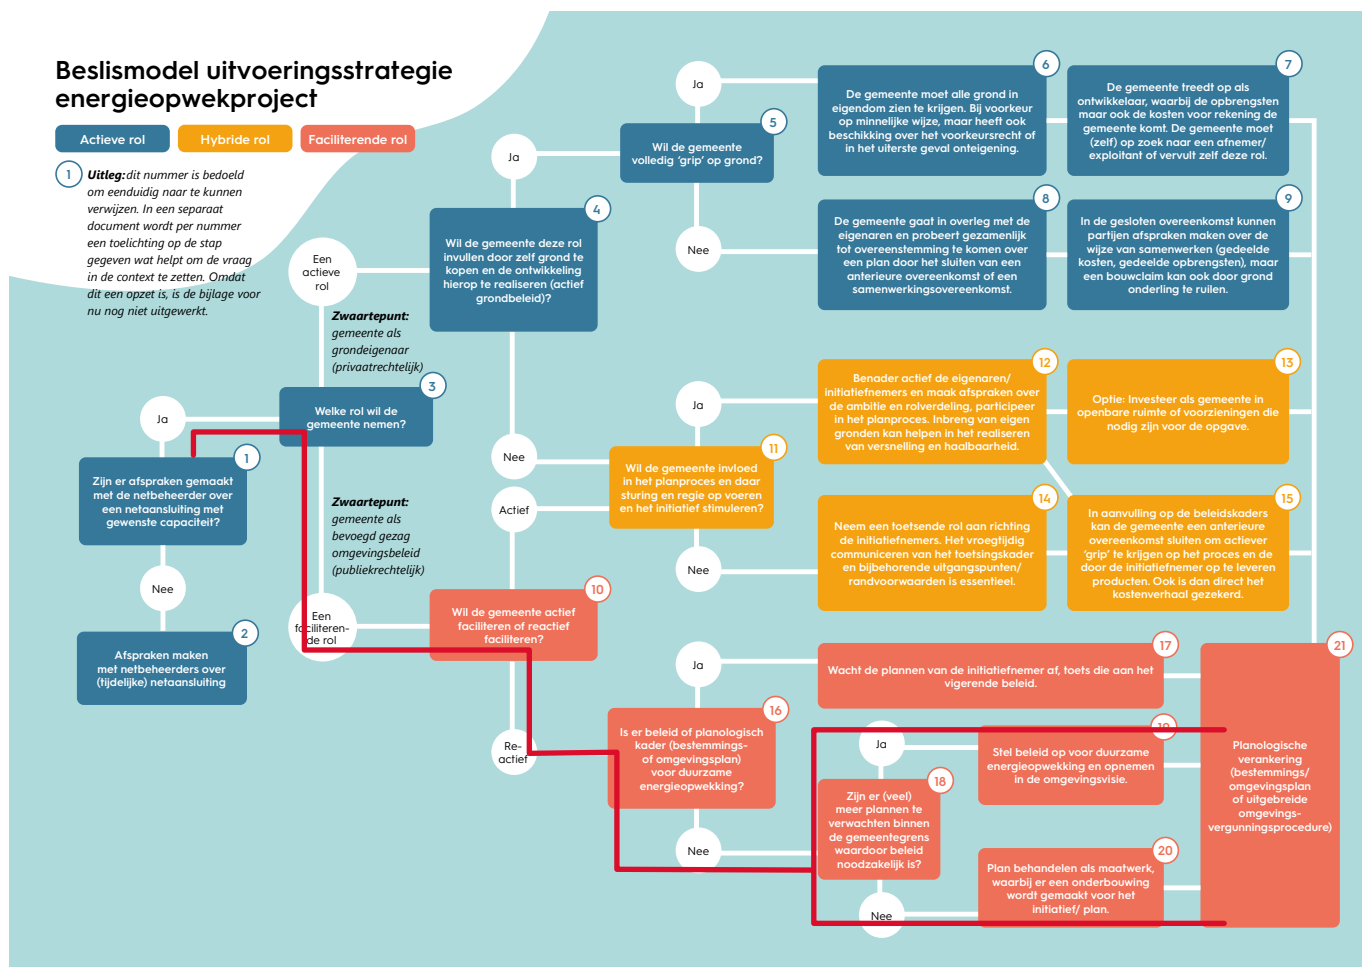 Beslismodel uitvoeringsstrategie
energieopwekproject
Actieve rol
Hybride rol
Faciliterende rol
1
Uitleg: dit nummer is bedoeld
om eenduidig naar te kunnen
verwijzen. In een separaat
document wordt per nummer
een toelichting op de stap
gegeven wat helpt om de vraag
in de context te zetten. Omdat
dit een opzet is, is de bijlage voor
nu nog niet uitgewerkt.
Ja
1
Zijn er afspraken gemaakt
met de netbeheerder over
een netaansluiting met
gewenste capaciteit?
Nee
2
Afspraken maken
met netbeheerders over
(tijdelijke) netaansluiting
Een
actieve
rol
Zwaartepunt:
gemeente als
grondeigenaar
(privaatrechtelijk)
3
Welke rol wil de
gemeente nemen?
Zwaartepunt:
gemeente als
bevoegd gezag
omgevingsbeleid
(publiekrechtelijk)
Een
faciliteren-
de rol
Ja
4
Wil de gemeente deze rol
invullen door zelf grond te
kopen en de ontwikkeling
hierop te realiseren (actief
grondbeleid)?
Nee
Actief
10
Wil de gemeente actief
faciliteren of reactief
faciliteren?
Re-
actief
Ja
5
Wil de gemeente
volledig ‘grip’ op grond?
Nee
6
De gemeente moet alle grond in
eigendom zien te krijgen. Bij voorkeur
op minnelijke wijze, maar heeft ook
beschikking over het voorkeursrecht of
in het uiterste geval onteigening.
7
De gemeente treedt op als
ontwikkelaar, waarbij de opbrengsten
maar ook de kosten voor rekening de
gemeente komt. De gemeente moet
(zelf) op zoek naar een afnemer/
exploitant of vervult zelf deze rol.
8
De gemeente gaat in overleg met de
eigenaren en probeert gezamenlijk
tot overeenstemming te komen over
een plan door het sluiten van een
anterieure overeenkomst of een
samenwerkingsovereenkomst.
9
In de gesloten overeenkomst kunnen
partijen afspraken maken over de
wijze van samenwerken (gedeelde
kosten, gedeelde opbrengsten), maar
een bouwclaim kan ook door grond
onderling te ruilen.
Ja
11
Wil de gemeente invloed
in het planproces en daar
sturing en regie op voeren
en het initiatief stimuleren?
Nee
12
Benader actief de eigenaren/
initiatiefnemers en maak afspraken over
de ambitie en rolverdeling, participeer
in het planproces. Inbreng van eigen
gronden kan helpen in het realiseren
van versnelling en haalbaarheid.
13
Optie: Investeer als gemeente in
openbare ruimte of voorzieningen die
nodig zijn voor de opgave.
14
Neem een toetsende rol aan richting
de initiatiefnemers. Het vroegtijdig
communiceren van het toetsingskader
en bijbehorende uitgangspunten/
randvoorwaarden is essentieel.
15
In aanvulling op de beleidskaders
kan de gemeente een anterieure
overeenkomst sluiten om actiever
‘grip’ te krijgen op het proces en de
door de initiatiefnemer op te leveren
producten. Ook is dan direct het
kostenverhaal gezekerd.
Ja
16
Is er beleid of planologisch
kader (bestemmings-
of omgevingsplan)
voor duurzame
energieopwekking?
Nee
17
Wacht de plannen van de initiatiefnemer af, toets die aan het
vigerende beleid.
Ja
18
Zijn er (veel)
meer plannen te
verwachten binnen
de gemeentegrens
waardoor beleid
noodzakelijk is?
Nee
19
Stel beleid op voor duurzame
energieopwekking en opnemen
in de omgevingsvisie.
20
Plan behandelen als maatwerk,
waarbij er een onderbouwing
wordt gemaakt voor het
initiatief/ plan.
21
Planologische
verankering
(bestemmings/
omgevingsplan
of uitgebreide
omgevings-
vergunningsprocedure)